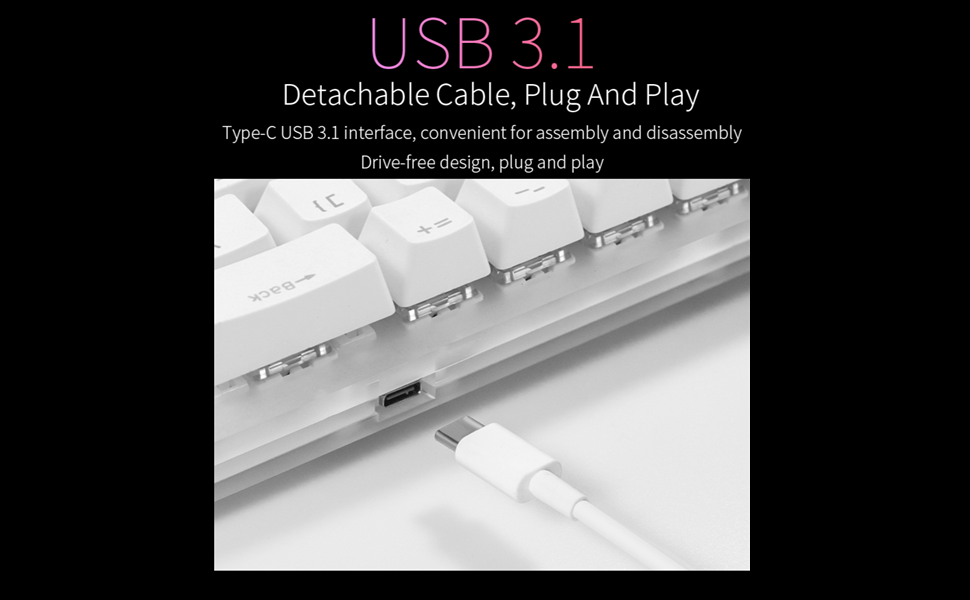 USB 3.1
Detachable Cable, Plug And Play
Type-C USB 3.1 interface, convenient for assembly and disassembly
Drive-free design, plug and play
{ [
+ =
_ -
←Back